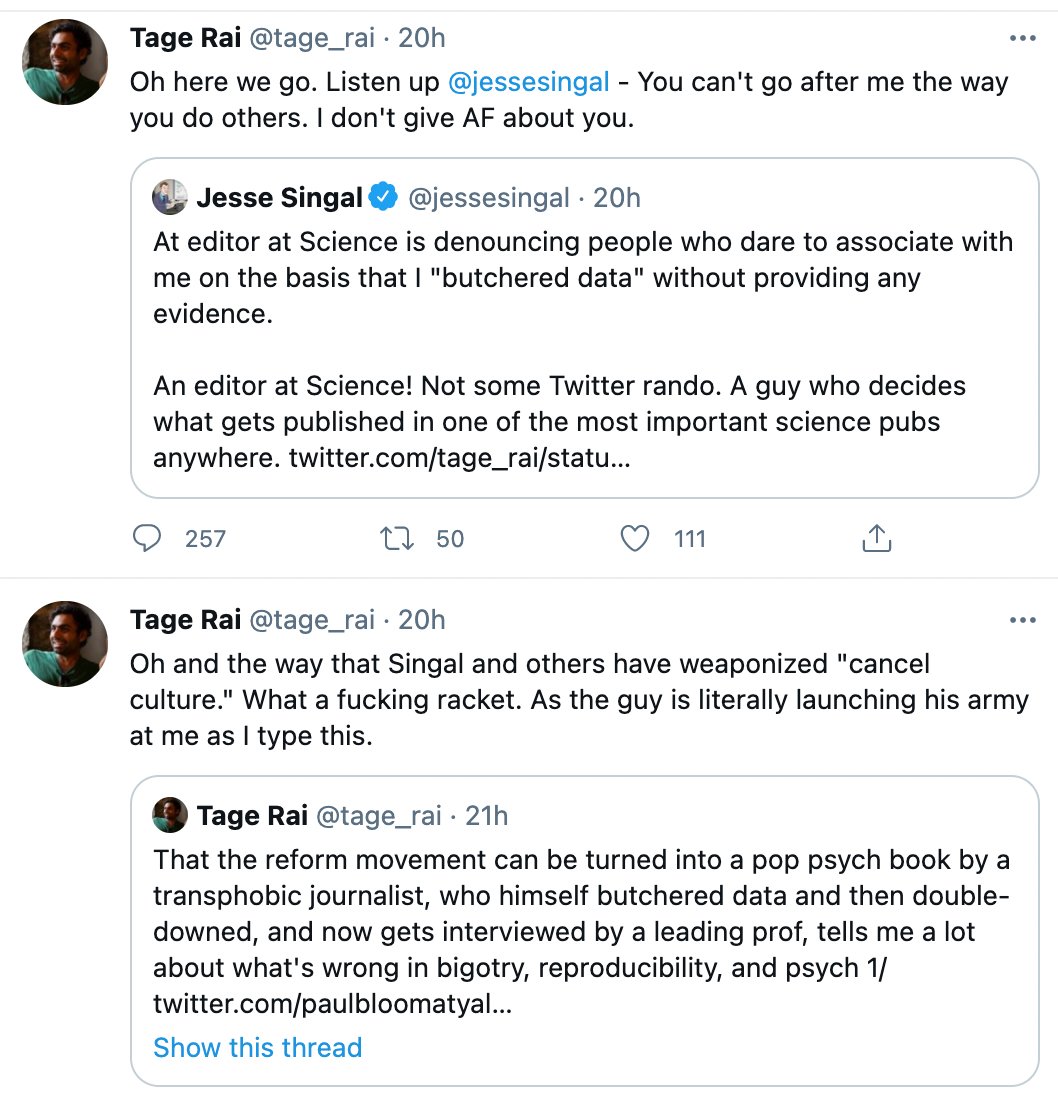 Tage Rai @tage_rai · 20h
Oh here we go. Listen up @jessesingal - You can't go after me the way
you do others. I don't give AF about you.
Jesse Singal @jessesingal · 20h
At editor at Science is denouncing people who dare to associate with
me on the basis that I "butchered data" without providing any
evidence.
An editor at Science! Not some Twitter rando. A guy who decides
what gets published in one of the most important science pubs
anywhere. twitter.com/tage_rai/statu...
257 50 111
Tage Rai @tage_rai · 20h
Oh and the way that Singal and others have weaponized "cancel
culture." What a fucking racket. As the guy is literally launching his army
at me as I type this.
Tage Rai @tage_rai · 21h
That the reform movement can be turned into a pop psych book by a
transphobic journalist, who himself butchered data and then double-
downed, and now gets interviewed by a leading prof, tells me a lot
about what's wrong in bigotry, reproducibility, and psych 1/
twitter.com/paulbloomatyal...
Show this thread